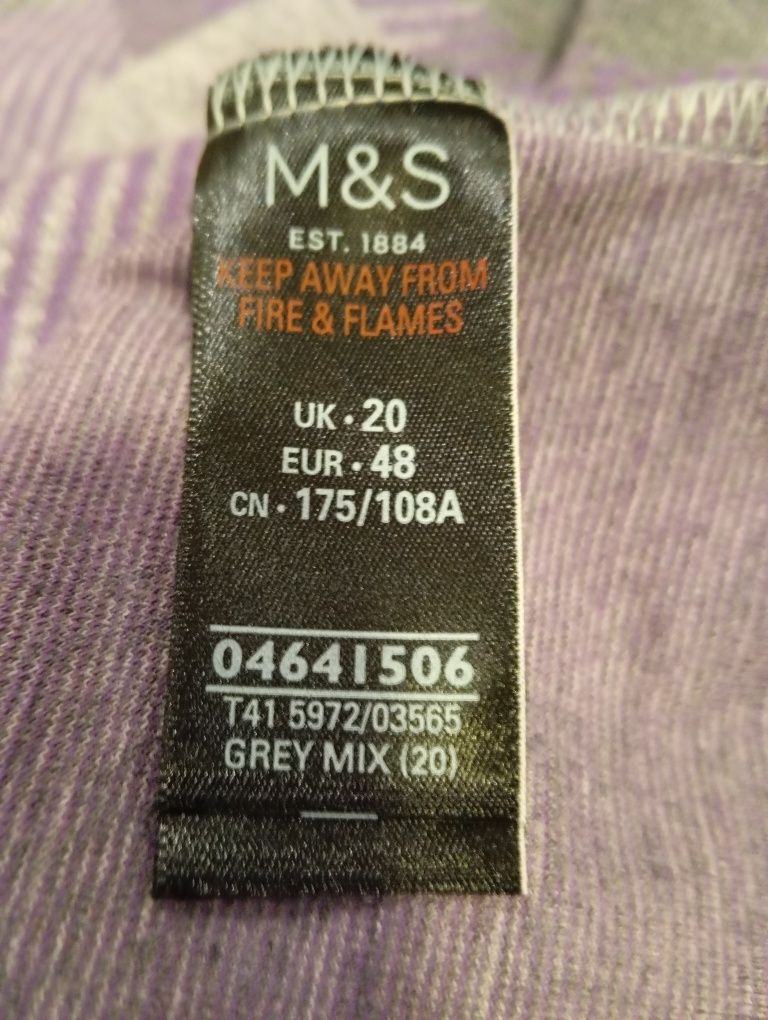 M&S
EST. 1884
KEEP AWAY FROM
FIRE & FLAMES
UK • 20
EUR • 48
CN • 175/108A
04641506
T41 5972/03565
GREY MIX (20)